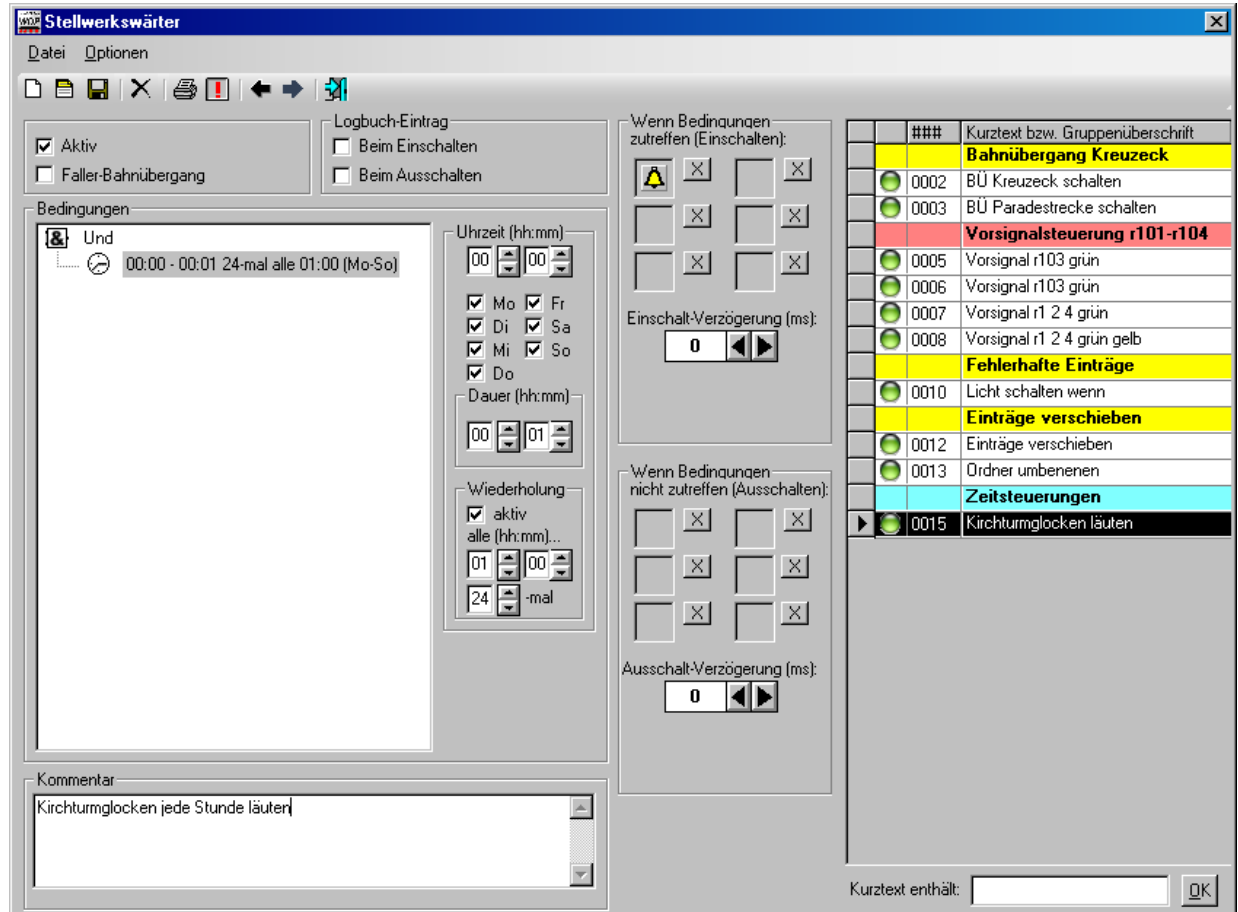 Stellwerkswärter
Datei Optionen
Aktiv
Faller-Bahnübergang
Logbuch-Eintrag
Beim Einschalten
Beim Ausschalten
Bedingungen
& Und
00:00 - 00:01 24-mal alle 01:00 (Mo-So)
Uhrzeit (hh:mm)
00 00
Mo Fr
Di Sa
Mi So
Do
Dauer (hh:mm)
00 01
Wiederholung
aktiv
alle (hh:mm)...
01 00
24 -mal
Kommentar
Kirchturmglocken jede Stunde läuten
Wenn Bedingungen
zutreffen (Einschalten):
X X
X X
X X
Einschalt-Verzögerung (ms):
0
Wenn Bedingungen
nicht zutreffen (Ausschalten):
X X
X X
X X
Ausschalt-Verzögerung (ms):
0
### Kurztext bzw. Gruppenüberschrift
Bahnübergang Kreuzeck
0002 BÜ Kreuzeck schalten
0003 BÜ Paradestrecke schalten
Vorsignalsteuerung r101-r104
0005 Vorsignal r103 grün
0006 Vorsignal r103 grün
0007 Vorsignal r1 2 4 grün
0008 Vorsignal r1 2 4 grün gelb
Fehlerhafte Einträge
0010 Licht schalten wenn
Einträge verschieben
0012 Einträge verschieben
0013 Ordner umbenenen
Zeitsteuerungen
0015 Kirchturmglocken läuten
Kurztext enthält: OK